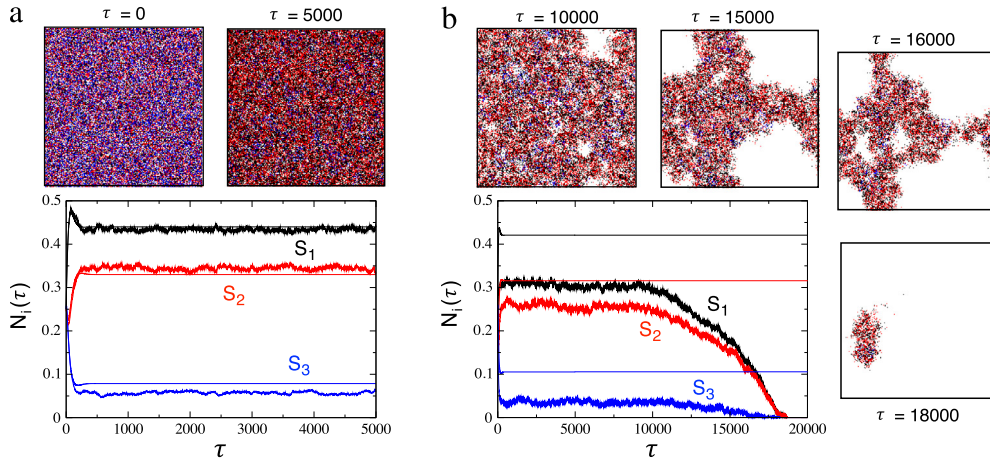 a
τ = 0
τ = 5000
0.5
0.4
0.3
0.2
0.1
0
N_i(τ)
S_1
S_2
S_3
0 1000 2000 3000 4000 5000
τ
b
τ = 10000
τ = 15000
τ = 16000
0.5
0.4
0.3
0.2
0.1
0
N_i(τ)
S_1
S_2
S_3
0 5000 10000 15000 20000
τ
τ = 18000